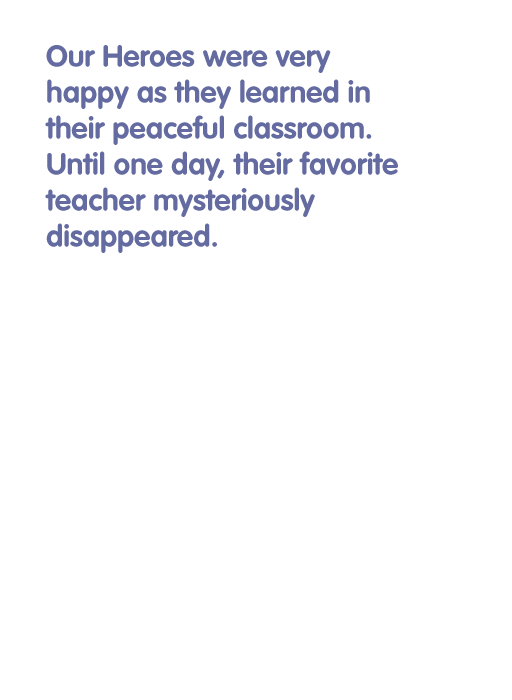 Our Heroes were very
happy as they learned in
their peaceful classroom.
Until one day, their favorite
teacher mysteriously
disappeared.